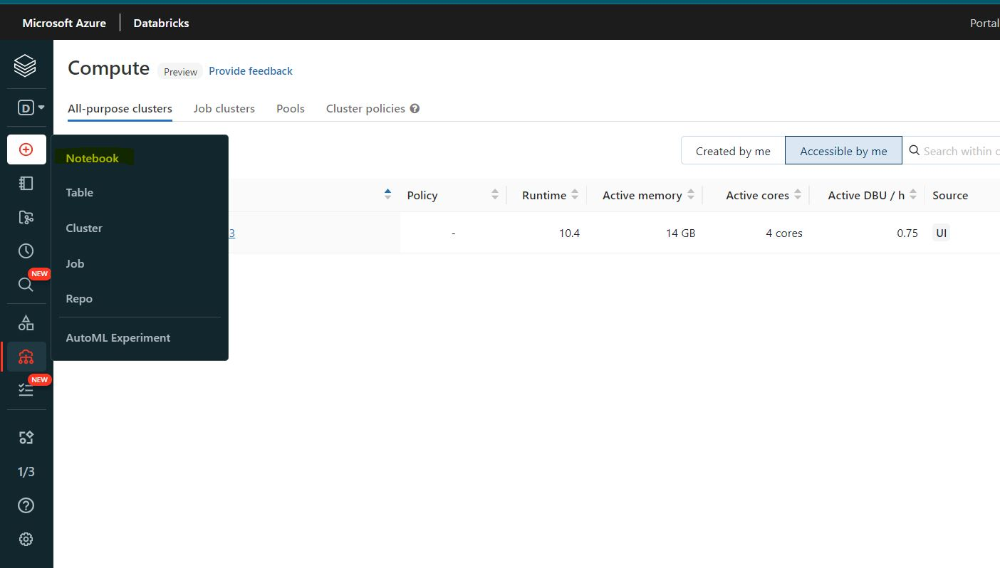 Microsoft Azure Databricks Portal
Compute Preview Provide feedback
D
All-purpose clusters Job clusters Pools Cluster policies ?
Notebook
Created by me Accessible by me Search within c
Table
Policy Runtime Active memory Active cores Active DBU / h Source
Cluster
3 - 10.4 14 GB 4 cores 0.75 UI
Job
NEW
Repo
AutoML Experiment
NEW
1/3
?